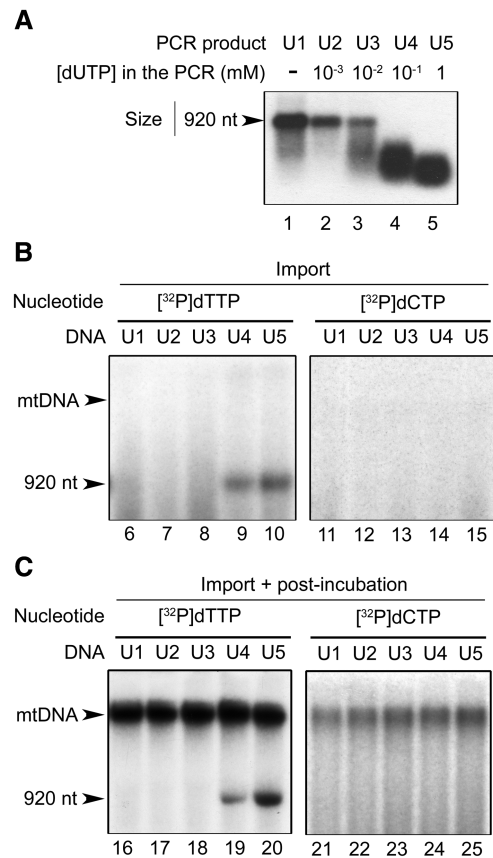 A
PCR product U1 U2 U3 U4 U5
[dUTP] in the PCR (mM) - 10⁻³ 10⁻² 10⁻¹ 1
Size 920 nt
1 2 3 4 5
B
Import
Nucleotide [³²P]dTTP [³²P]dCTP
DNA U1 U2 U3 U4 U5 U1 U2 U3 U4 U5
mtDNA
920 nt
6 7 8 9 10 11 12 13 14 15
C
Import + post-incubation
Nucleotide [³²P]dTTP [³²P]dCTP
DNA U1 U2 U3 U4 U5 U1 U2 U3 U4 U5
mtDNA
920 nt
16 17 18 19 20 21 22 23 24 25